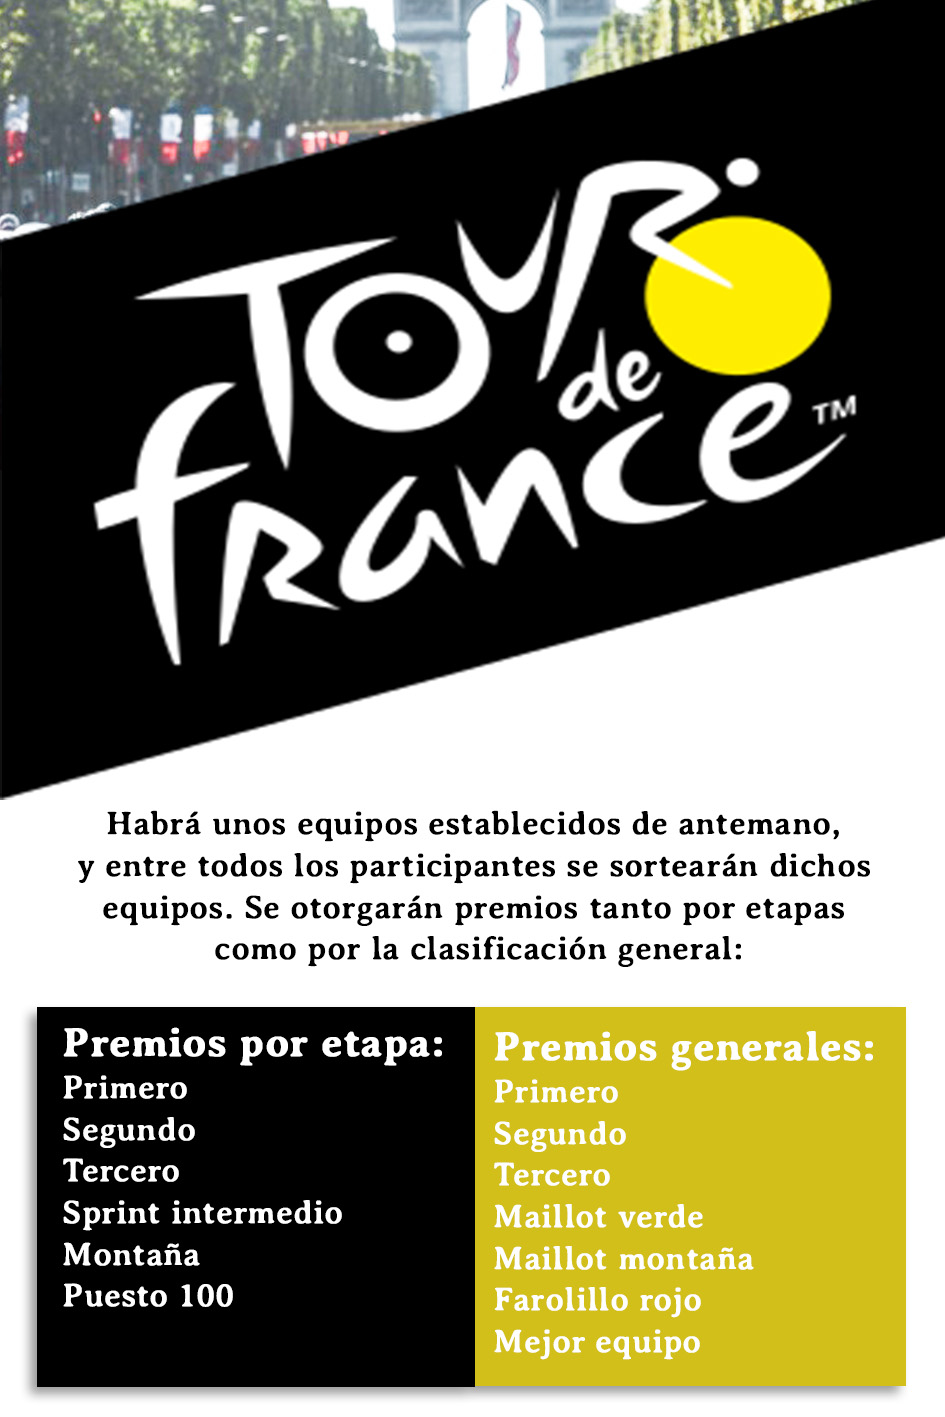 TOUR
de
france™
Habrá unos equipos establecidos de antemano,
y entre todos los participantes se sortearán dichos
equipos. Se otorgarán premios tanto por etapas
como por la clasificación general:
Premios por etapa:
Primero
Segundo
Tercero
Sprint intermedio
Montaña
Puesto 100
Premios generales:
Primero
Segundo
Tercero
Maillot verde
Maillot montaña
Farolillo rojo
Mejor equipo